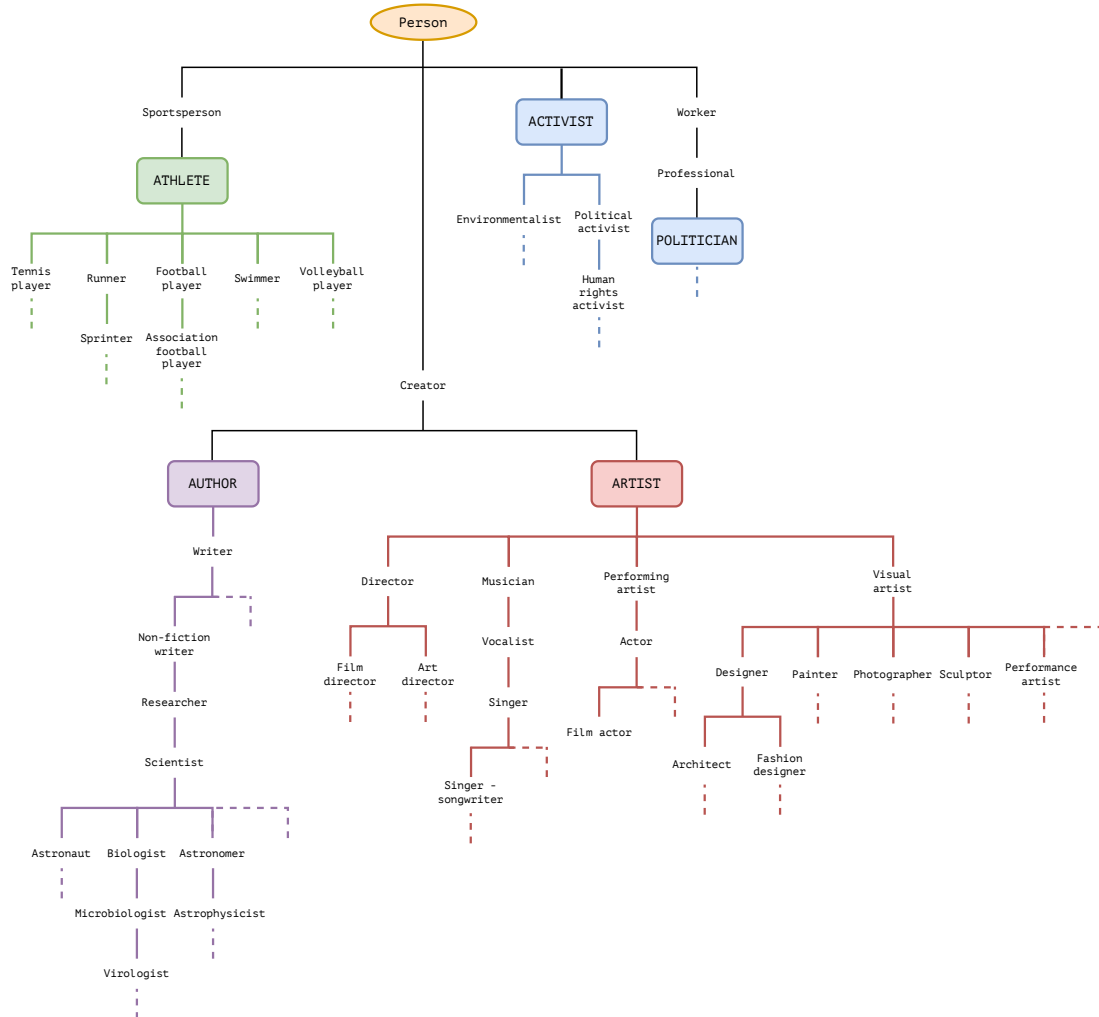 Person
Sportsperson
ACTIVIST
Worker
ATHLETE
Professional
Environmentalist
Political
activist
POLITICIAN
Tennis
player
Runner
Football
player
Swimmer
Volleyball
player
Human
rights
activist
Sprinter
Association
football
player
Creator
AUTHOR
ARTIST
Writer
Director
Musician
Performing
artist
Visual
artist
Non-fiction
writer
Vocalist
Actor
Film
director
Art
director
Designer
Painter
Photographer
Sculptor
Performance
artist
Researcher
Singer
Film actor
Scientist
Singer -
songwriter
Architect
Fashion
designer
Astronaut
Biologist
Astronomer
Microbiologist
Astrophysicist
Virologist